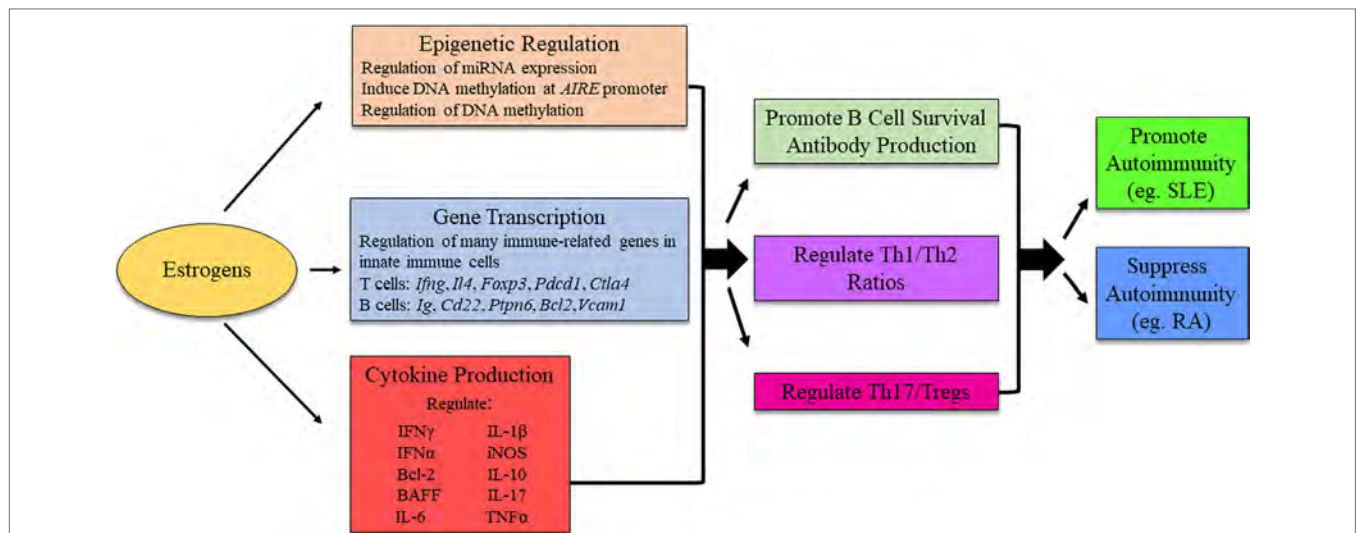 Estrogens
Epigenetic Regulation
Regulation of miRNA expression
Induce DNA methylation at AIRE promoter
Regulation of DNA methylation
Gene Transcription
Regulation of many immune-related genes in
innate immune cells
T cells: Ifng, Il4, Foxp3, Pdcd1, Ctla4
B cells: Ig, Cd22, Ptpn6, Bcl2, Vcam1
Cytokine Production
Regulate:
IFNγ IL-1β
IFNα iNOS
Bcl-2 IL-10
BAFF IL-17
IL-6 TNFα
Promote B Cell Survival
Antibody Production
Regulate Th1/Th2
Ratios
Regulate Th17/Tregs
Promote
Autoimmunity
(eg. SLE)
Suppress
Autoimmunity
(eg. RA)